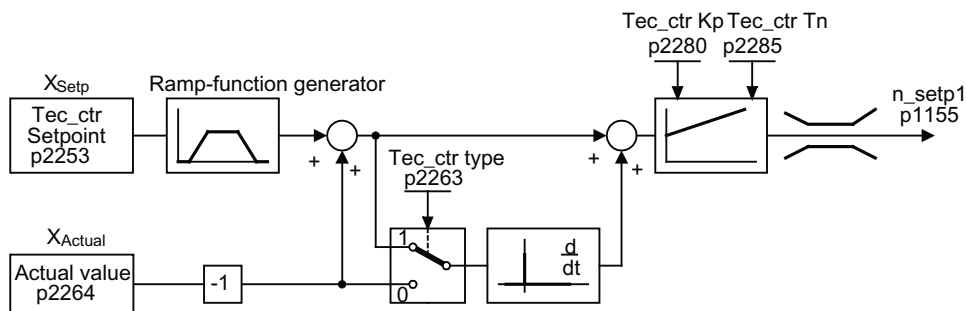 Tec_ctr Kp Tec_ctr Tn
p2280 p2285
XSetp
Ramp-function generator
n_setp1
p1155
Tec_ctr
Setpoint
p2253
+
+
+
+
Tec_ctr type
p2263
XActual
1
d
dt
Actual value
p2264
-1
0